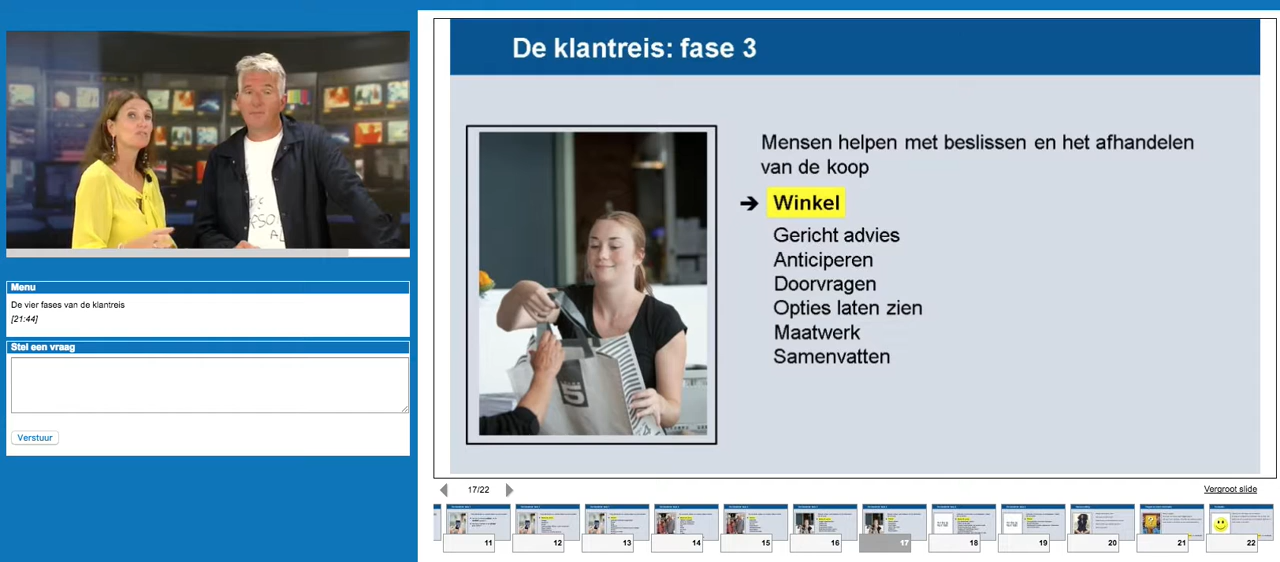 De klantreis: fase 3
Mensen helpen met beslissen en het afhandelen
van de koop
➔ Winkel
Gericht advies
Anticiperen
Doorvragen
Opties laten zien
Maatwerk
Samenvatten
Menu
De vier fases van de klantreis
[21:44]
Stel een vraag
Verstuur
17/22
Vergroot slide
11
12
13
14
15
16
17
18
19
20
21
22